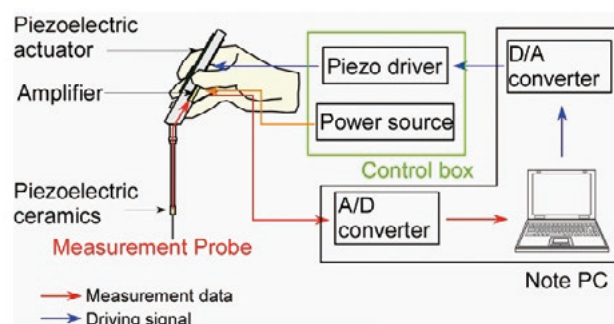 Piezoelectric
actuator
Amplifier
Piezoelectric
ceramics
Measurement Probe
Piezo driver
Power source
Control box
D/A
converter
A/D
converter
Note PC
Measurement data
Driving signal